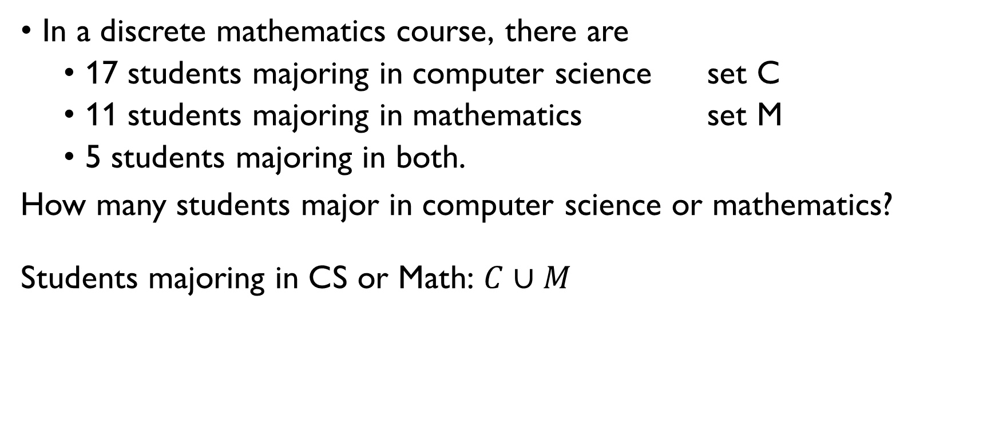 • In a discrete mathematics course, there are
• 17 students majoring in computer science set C
• 11 students majoring in mathematics set M
• 5 students majoring in both.
How many students major in computer science or mathematics?
Students majoring in CS or Math: 𝐶 ∪ 𝑀